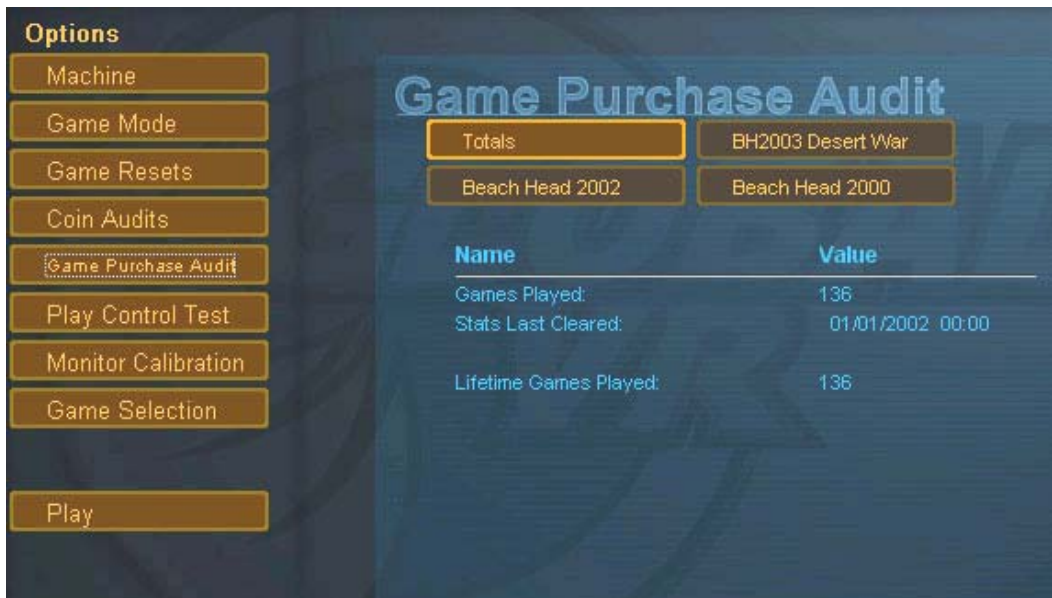 Options
Machine
Game Mode
Game Resets
Coin Audits
Game Purchase Audit
Play Control Test
Monitor Calibration
Game Selection
Play
Game Purchase Audit
Totals
BH2003 Desert War
Beach Head 2002
Beach Head 2000
Name Value
Games Played: 136
Stats Last Cleared: 01/01/2002 00:00
Lifetime Games Played: 136